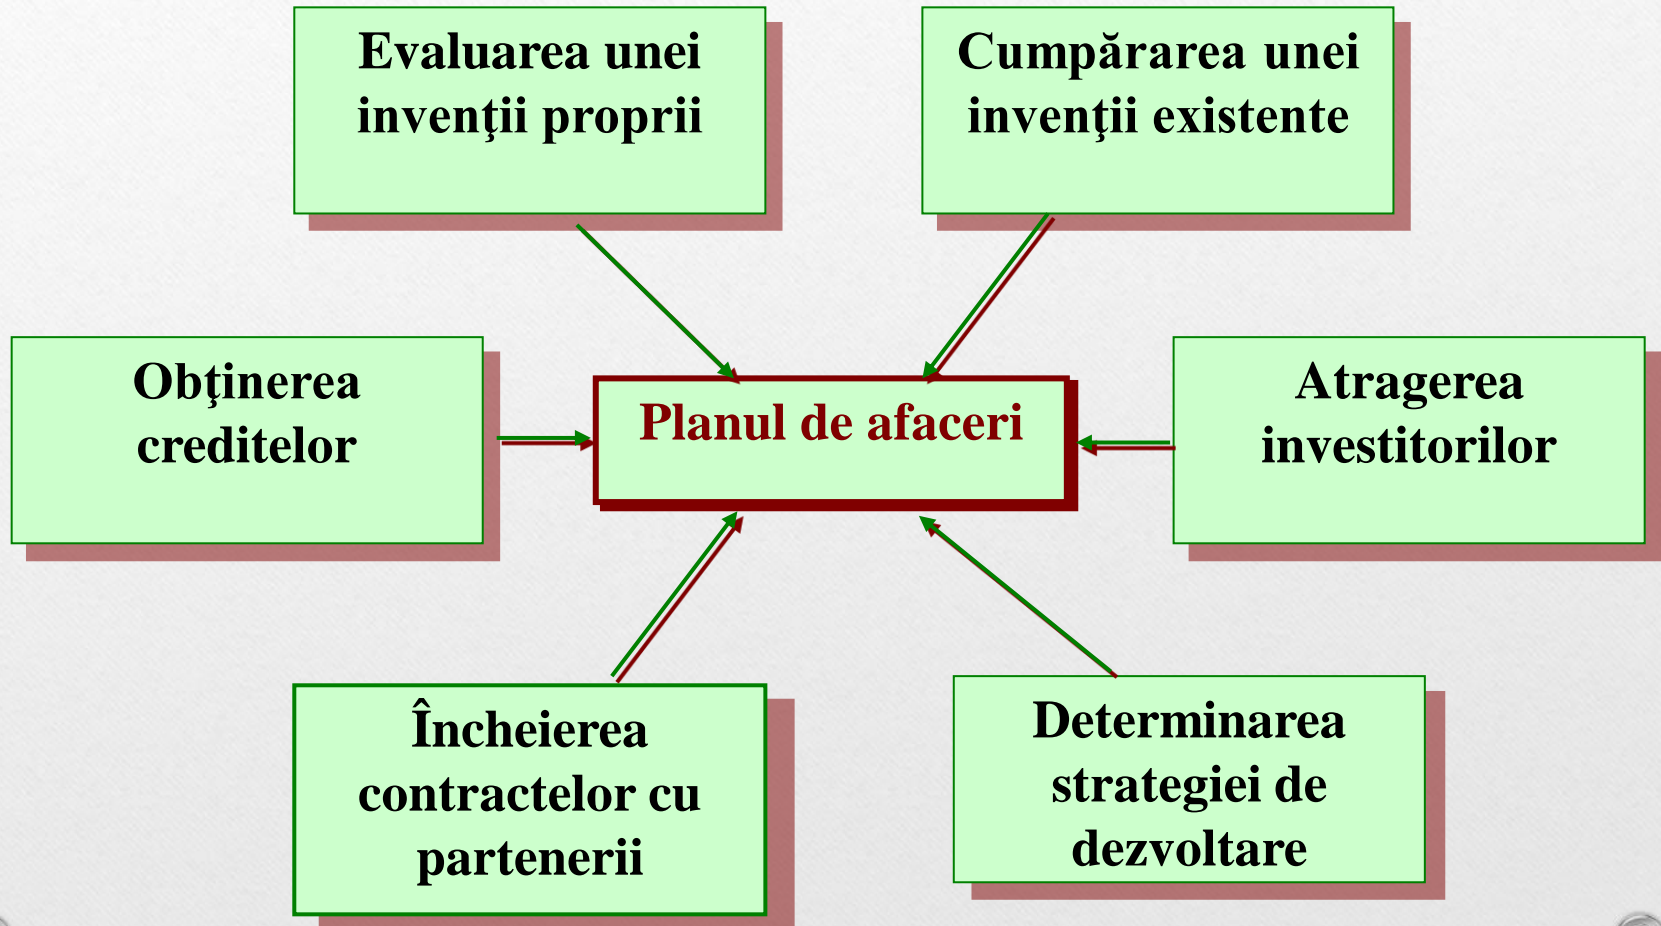 Evaluarea unei
invenţii proprii
Cumpărarea unei
invenţii existente
Obţinerea
creditelor
Planul de afaceri
Atragerea
investitorilor
Încheierea
contractelor cu
partenerii
Determinarea
strategiei de
dezvoltare